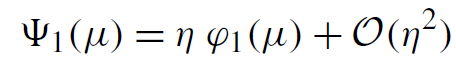 Ψ₁(μ) = η φ₁(μ) + 𝒪(η²)